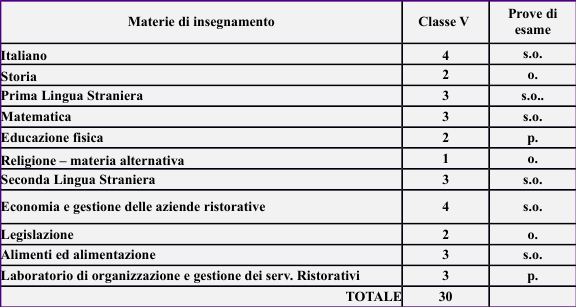 Materie di insegnamento Classe V Prove di
esame
Italiano 4 s.o.
Storia 2 o.
Prima Lingua Straniera 3 s.o..
Matematica 3 s.o.
Educazione fisica 2 p.
Religione – materia alternativa 1 o.
Seconda Lingua Straniera 3 s.o.
Economia e gestione delle aziende ristorative 4 s.o.
Legislazione 2 o.
Alimenti ed alimentazione 3 s.o.
Laboratorio di organizzazione e gestione dei serv. Ristorativi 3 p.
TOTALE 30